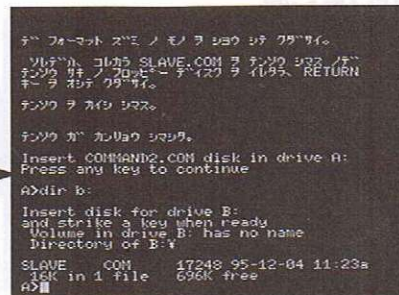 デ゛ フォーマット ズ゛ミ ノ モノ ヲ ショウ シテ クダ゛サイ。
ソレデ゛ハ、コレカラ SLAVE.COM ヲ テンソウ シマス ノデ゛
テンソウ サキ ノ フロッピ゜ー デ゛ィスク ヲ イレタラ、 RETURN
キー ヲ オシテ クダ゛サイ。
テンソウ ヲ カイシ シマス。
テンソウ ガ゛ カンリョウ シマシタ。
Insert COMMAND2.COM disk in drive A:
Press any key to continue
A>dir b:
Insert disk for drive B:
and strike a key when ready
Volume in drive B: has no name
Directory of B:¥
SLAVE COM 17248 95-12-04 11:23a
16K in 1 file 696K free
A>